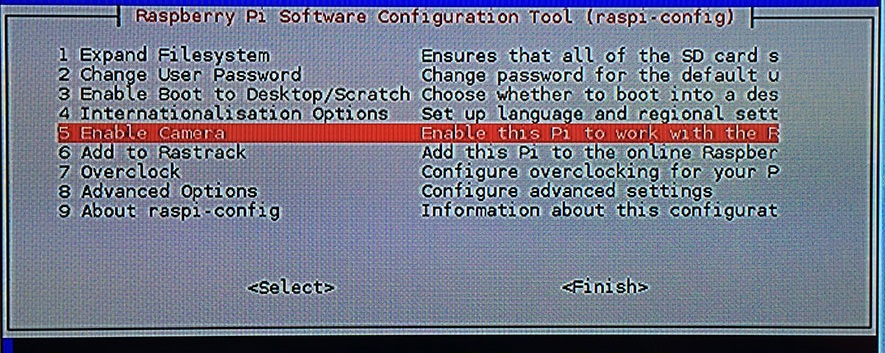 Raspberry Pi Software Configuration Tool (raspi-config)
1 Expand Filesystem Ensures that all of the SD card s
2 Change User Password Change password for the default u
3 Enable Boot to Desktop/Scratch Choose whether to boot into a des
4 Internationalisation Options Set up language and regional sett
5 Enable Camera Enable this Pi to work with the R
6 Add to Rastrack Add this Pi to the online Raspber
7 Overclock Configure overclocking for your P
8 Advanced Options Configure advanced settings
9 About raspi-config Information about this configurat
<Select> <Finish>